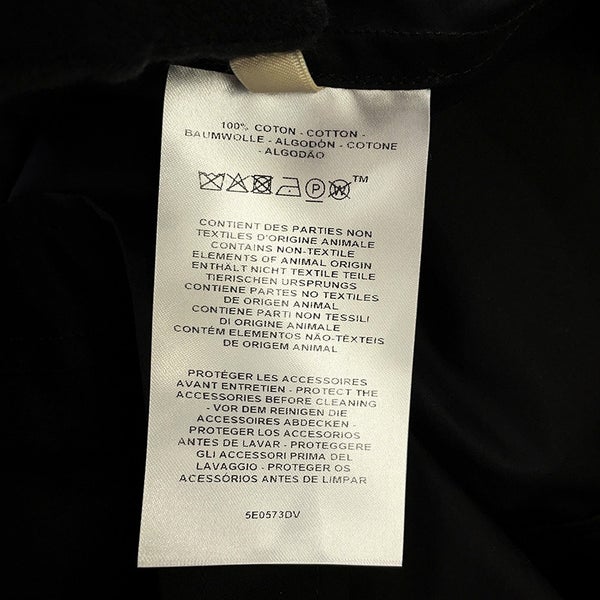 100% COTON - COTTON -
BAUMWOLLE - ALGODÓN - COTONE
- ALGODÃO
P W TM
CONTIENT DES PARTIES NON
TEXTILES D'ORIGINE ANIMALE
CONTAINS NON-TEXTILE
ELEMENTS OF ANIMAL ORIGIN
ENTHÄLT NICHT TEXTILE TEILE
TIERISCHEN URSPRUNGS
CONTIENE PARTES NO TEXTILES
DE ORIGEN ANIMAL
CONTIENE PARTI NON TESSILI
DI ORIGINE ANIMALE
CONTÉM ELEMENTOS NÃO-TÈXTEIS
DE ORIGEM ANIMAL
PROTÉGER LES ACCESSOIRES
AVANT ENTRETIEN - PROTECT THE
ACCESSORIES BEFORE CLEANING
- VOR DEM REINIGEN DIE
ACCESSOIRES ABDECKEN -
PROTEGER LOS ACCESORIOS
ANTES DE LAVAR - PROTEGGERE
GLI ACCESSORI PRIMA DEL
LAVAGGIO - PROTEGER OS
ACESSÓRIOS ANTES DE LIMPAR
5E0573DV